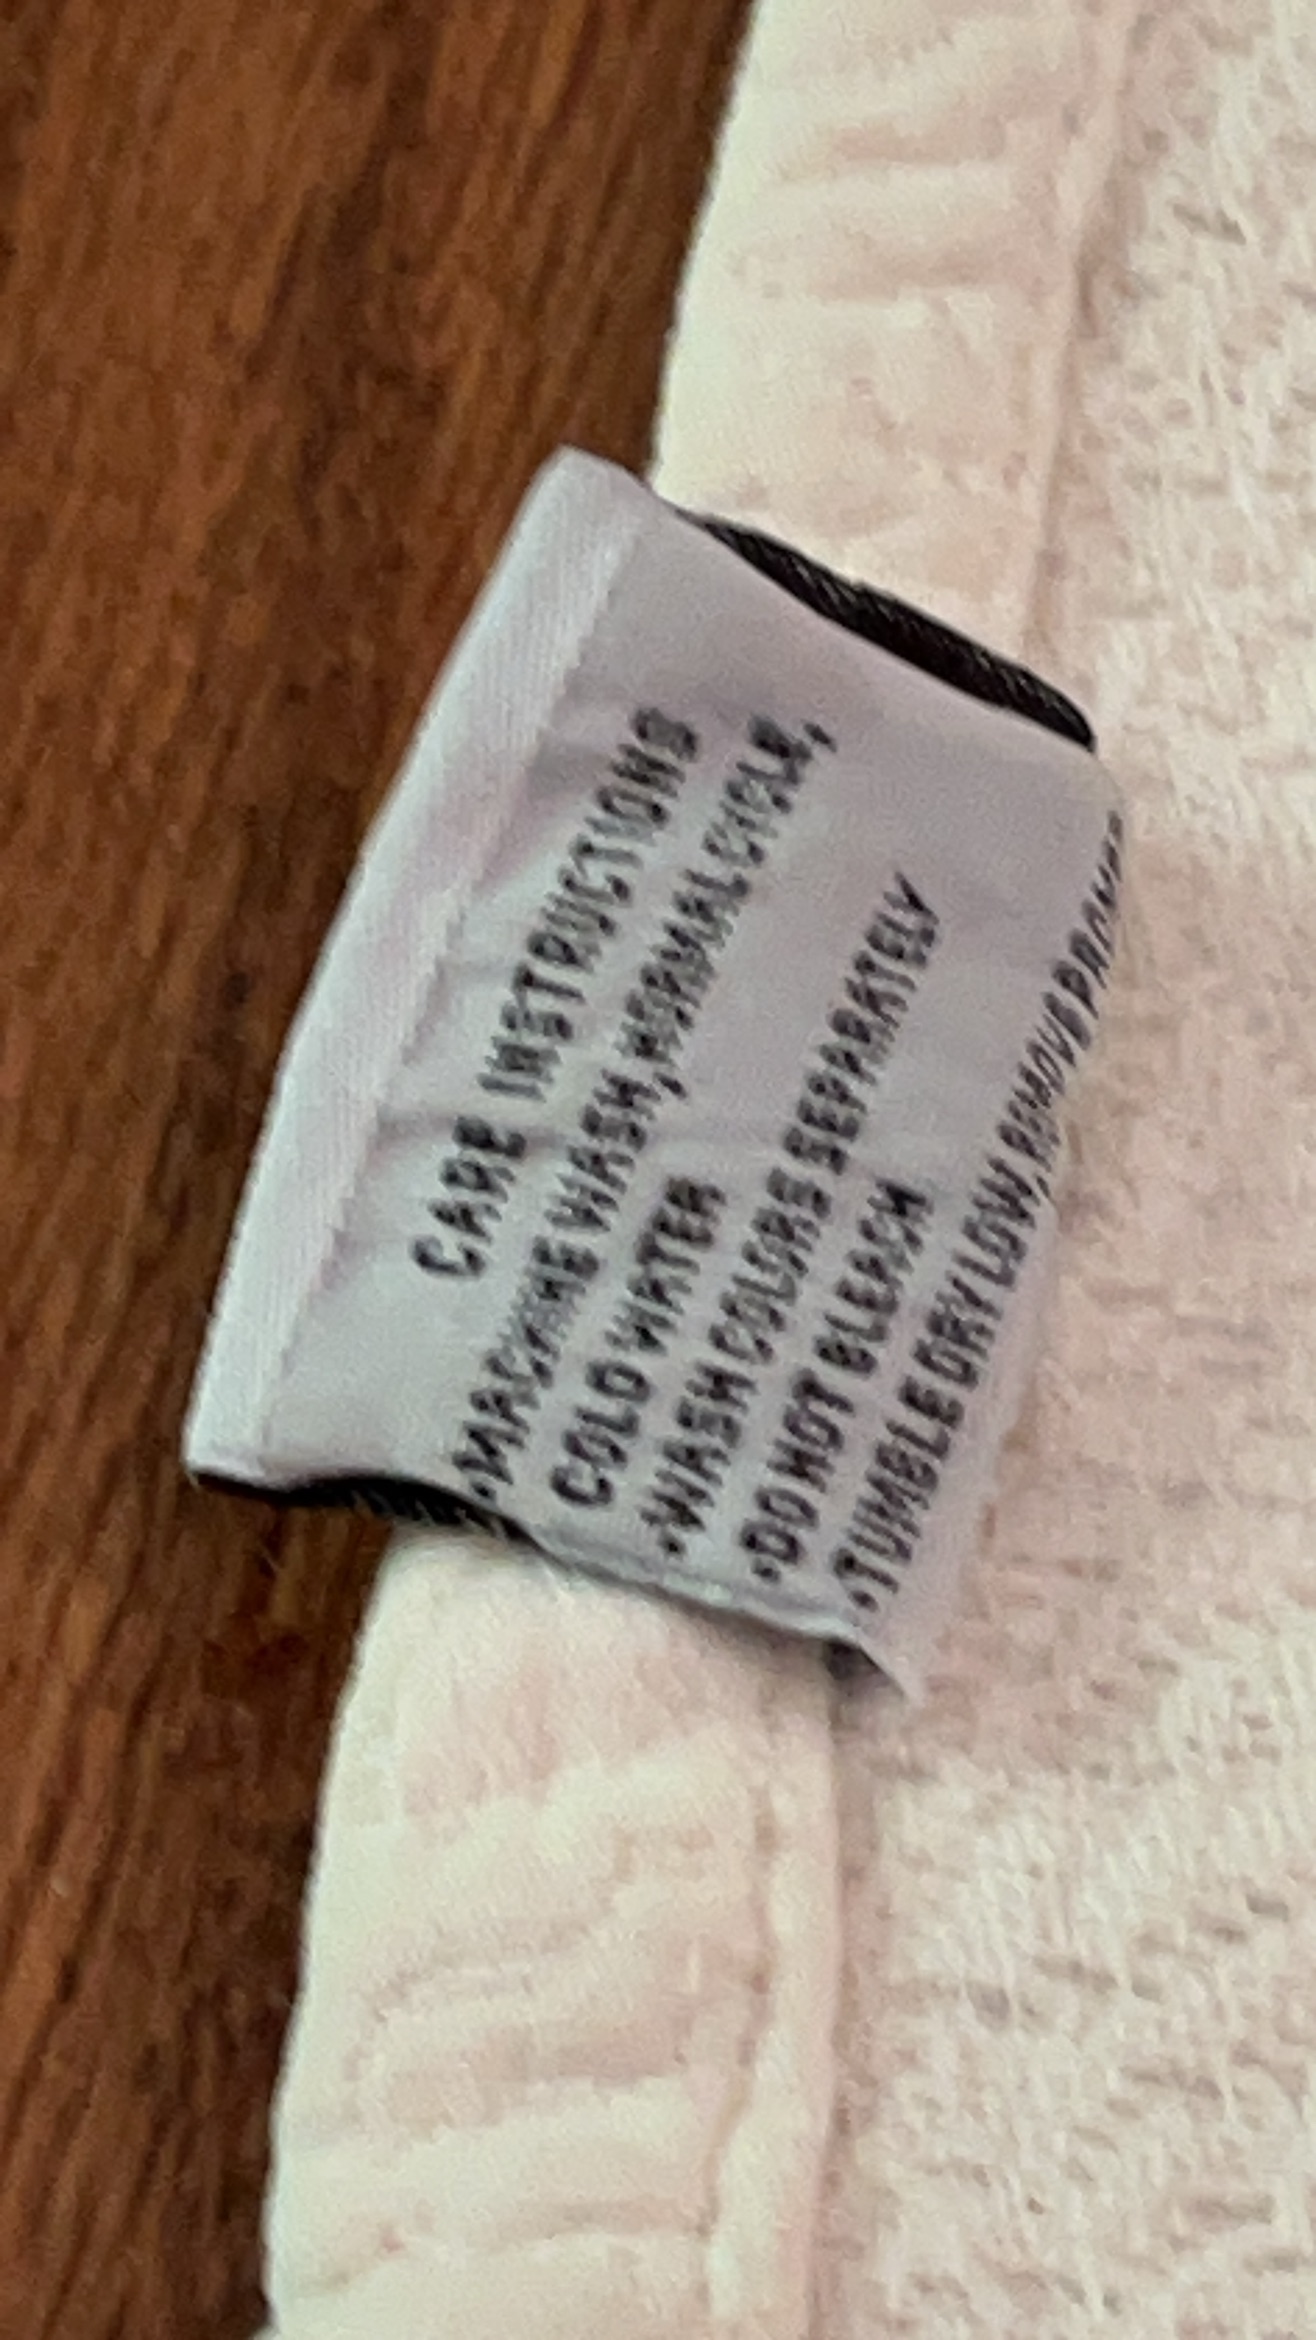 CARE INSTRUCTIONS
·MACHINE WASH, NORMAL CYCLE,
COLD WATER
·WASH COLORS SEPARATELY
·DO NOT BLEACH
·TUMBLE DRY LOW, REMOVE